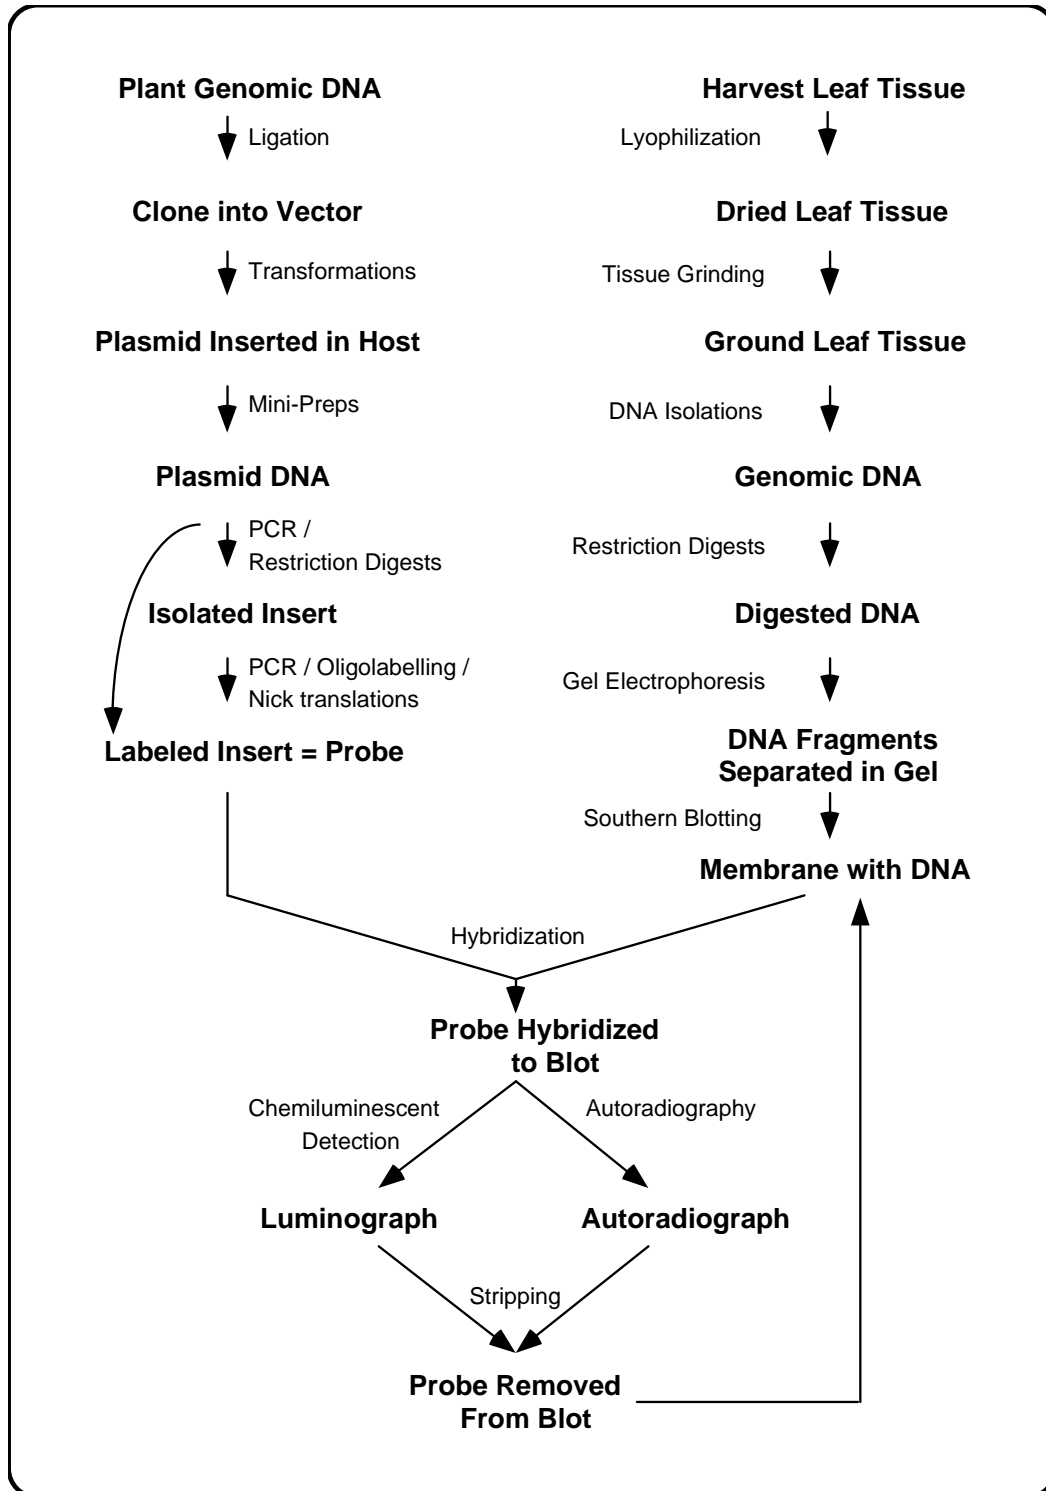 Plant Genomic DNA
Ligation
Clone into Vector
Transformations
Plasmid Inserted in Host
Mini-Preps
Plasmid DNA
PCR /
Restriction Digests
Isolated Insert
PCR / Oligolabelling /
Nick translations
Labeled Insert = Probe
Harvest Leaf Tissue
Lyophilization
Dried Leaf Tissue
Tissue Grinding
Ground Leaf Tissue
DNA Isolations
Genomic DNA
Restriction Digests
Digested DNA
Gel Electrophoresis
DNA Fragments
Separated in Gel
Southern Blotting
Membrane with DNA
Hybridization
Probe Hybridized
to Blot
Chemiluminescent
Detection
Autoradiography
Luminograph
Autoradiograph
Stripping
Probe Removed
From Blot